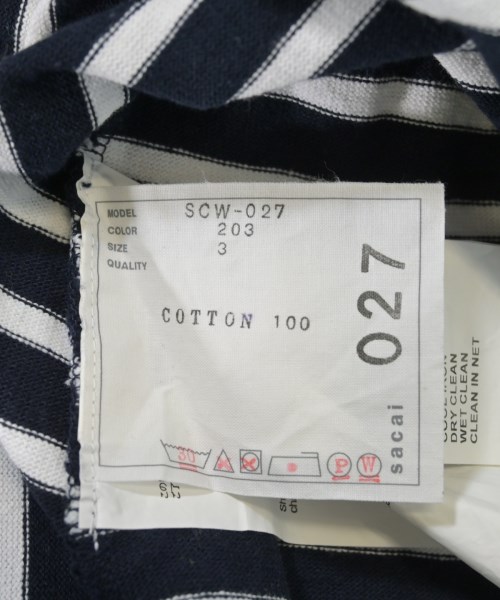 MODEL SCW-027
COLOR 203
SIZE 3
QUALITY
COTTON 100
027
sacai
30
P
W
DRY CLEAN
WET CLEAN
CLEAN IN NET